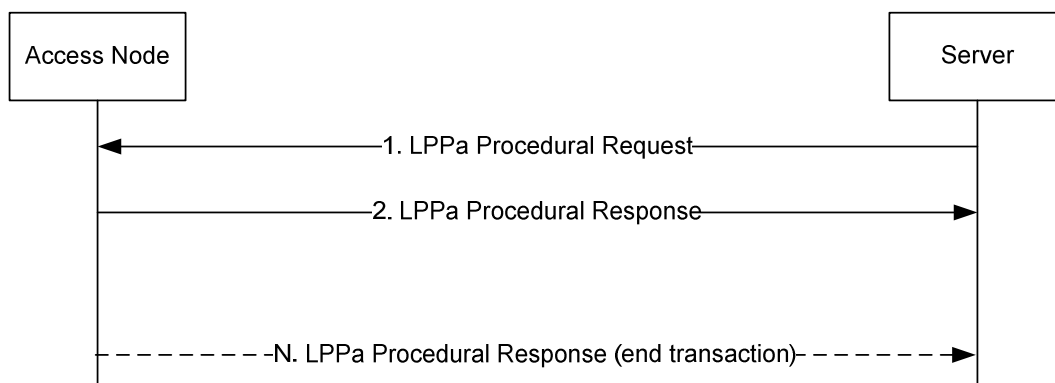 Access Node
Server
1. LPPa Procedural Request
2. LPPa Procedural Response
N. LPPa Procedural Response (end transaction)